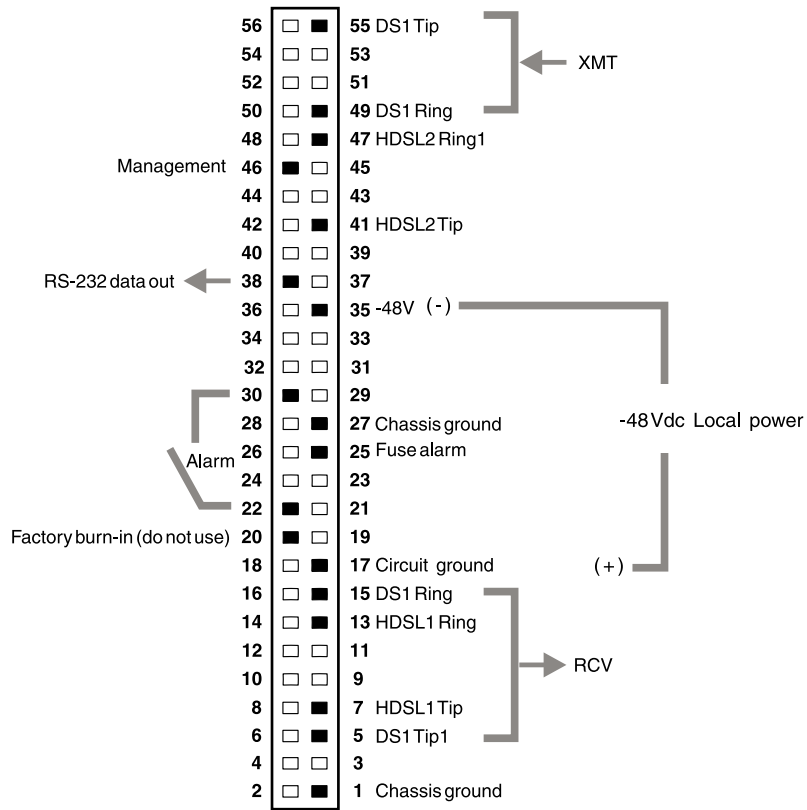 56 55 DS1 Tip
54 53
XMT
52 51
50 49 DS1 Ring
48 47 HDSL2 Ring1
Management 46 45
44 43
42 41 HDSL2 Tip
40 39
RS-232 data out 38 37
36 35 -48V (-)
34 33
32 31
30 29
28 27 Chassis ground
-48Vdc Local power
26 25 Fuse alarm
Alarm
24 23
22 21
Factory burn-in (do not use) 20 19
18 17 Circuit ground (+)
16 15 DS1 Ring
14 13 HDSL1 Ring
12 11
RCV
10 9
8 7 HDSL1 Tip
6 5 DS1 Tip1
4 3
2 1 Chassis ground